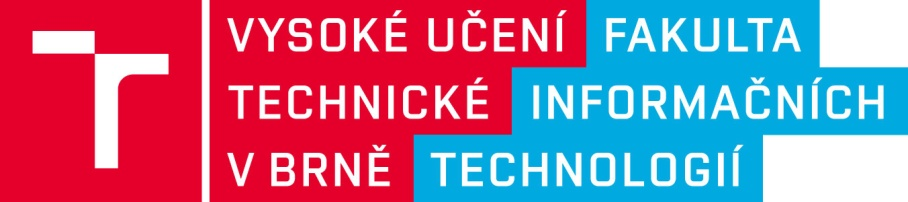 VYSOKÉ UČENÍ FAKULTA
TECHNICKÉ INFORMAČNÍCH
V BRNĚ TECHNOLOGIÍ